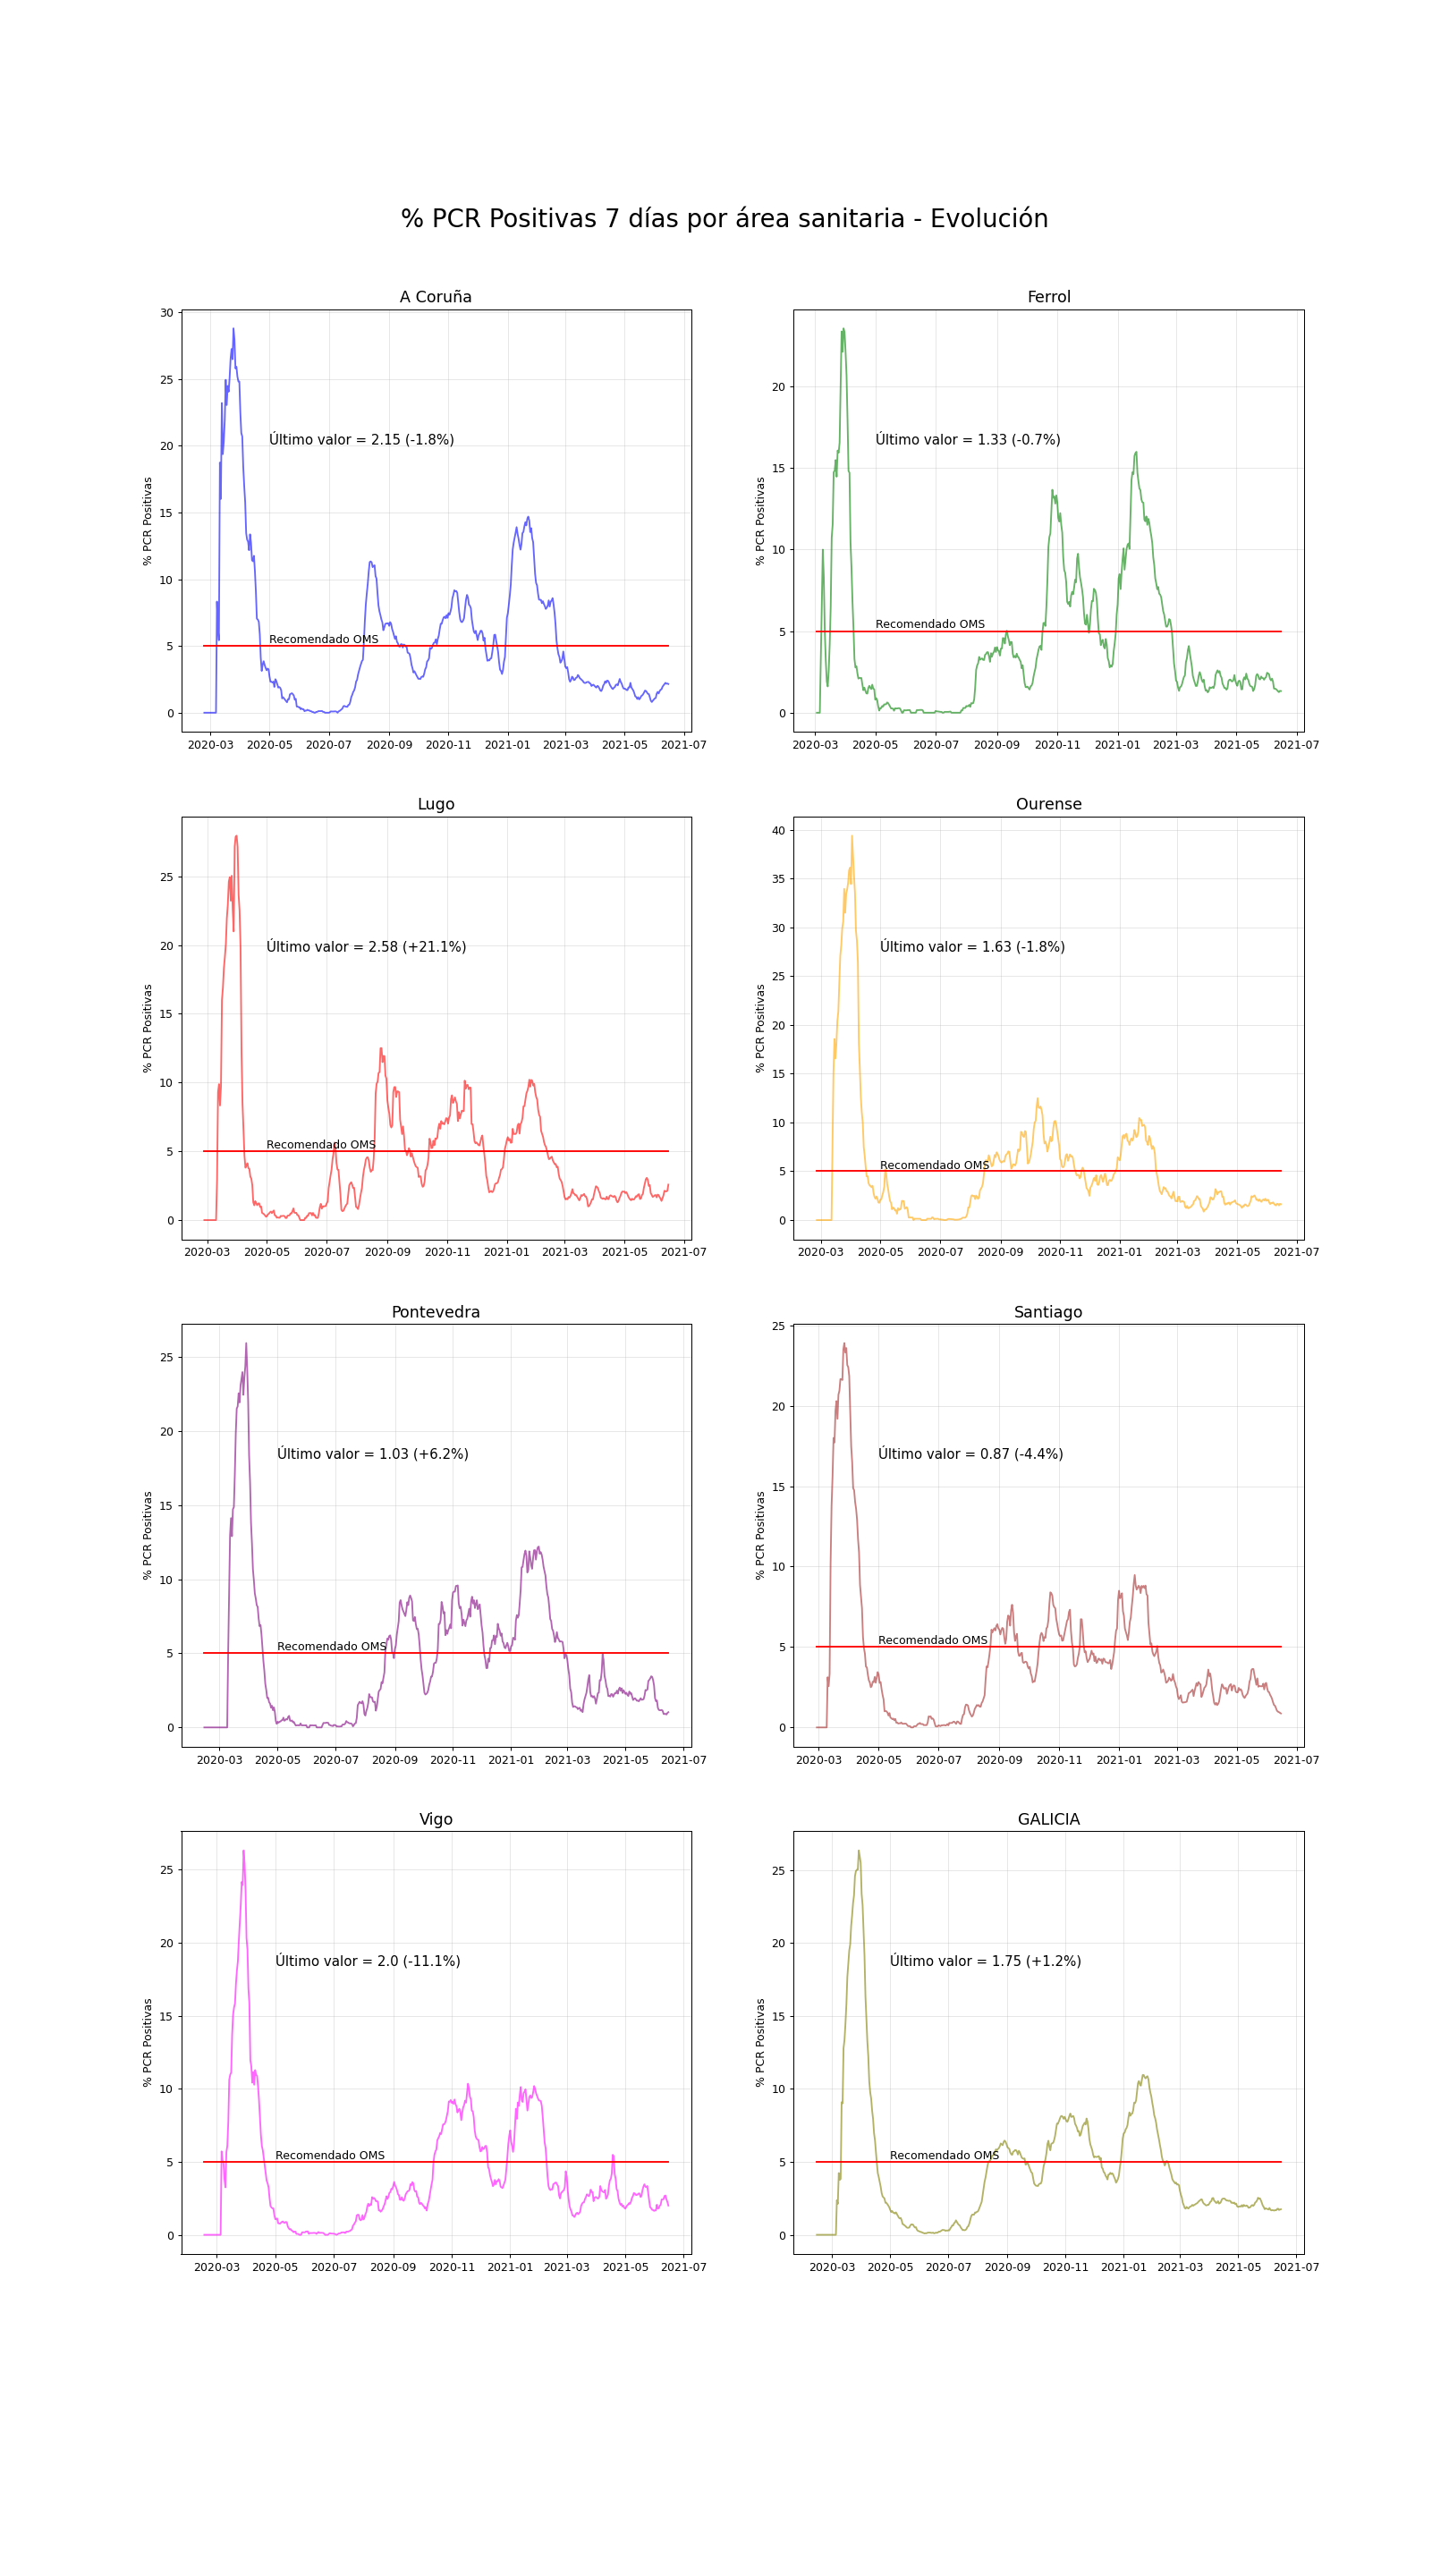 % PCR Positivas 7 días por área sanitaria - Evolución
A Coruña
% PCR Positivas
30
25
20
15
10
5
0
Último valor = 2.15 (-1.8%)
Recomendado OMS
2020-03 2020-05 2020-07 2020-09 2020-11 2021-01 2021-03 2021-05 2021-07
Ferrol
% PCR Positivas
20
15
10
5
0
Último valor = 1.33 (-0.7%)
Recomendado OMS
2020-03 2020-05 2020-07 2020-09 2020-11 2021-01 2021-03 2021-05 2021-07
Lugo
% PCR Positivas
25
20
15
10
5
0
Último valor = 2.58 (+21.1%)
Recomendado OMS
2020-03 2020-05 2020-07 2020-09 2020-11 2021-01 2021-03 2021-05 2021-07
Ourense
% PCR Positivas
40
35
30
25
20
15
10
5
0
Último valor = 1.63 (-1.8%)
Recomendado OMS
2020-03 2020-05 2020-07 2020-09 2020-11 2021-01 2021-03 2021-05 2021-07
Pontevedra
% PCR Positivas
25
20
15
10
5
0
Último valor = 1.03 (+6.2%)
Recomendado OMS
2020-03 2020-05 2020-07 2020-09 2020-11 2021-01 2021-03 2021-05 2021-07
Santiago
% PCR Positivas
25
20
15
10
5
0
Último valor = 0.87 (-4.4%)
Recomendado OMS
2020-03 2020-05 2020-07 2020-09 2020-11 2021-01 2021-03 2021-05 2021-07
Vigo
% PCR Positivas
25
20
15
10
5
0
Último valor = 2.0 (-11.1%)
Recomendado OMS
2020-03 2020-05 2020-07 2020-09 2020-11 2021-01 2021-03 2021-05 2021-07
GALICIA
% PCR Positivas
25
20
15
10
5
0
Último valor = 1.75 (+1.2%)
Recomendado OMS
2020-03 2020-05 2020-07 2020-09 2020-11 2021-01 2021-03 2021-05 2021-07